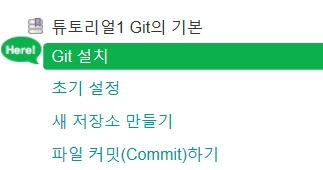 튜토리얼1 Git의 기본
Here!
Git 설치
초기 설정
새 저장소 만들기
파일 커밋(Commit)하기